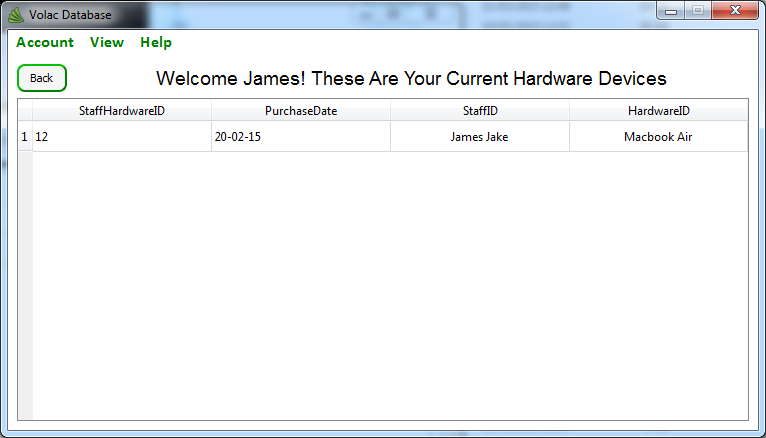 Volac Database
Account View Help
Back
Welcome James! These Are Your Current Hardware Devices
StaffHardwareID PurchaseDate StaffID HardwareID
1 12 20-02-15 James Jake Macbook Air